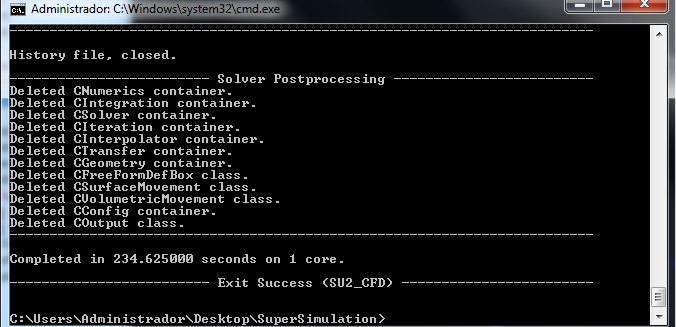 Administrador: C:\Windows\system32\cmd.exe
-------------------------------------------------------------------------
History file, closed.
------------------------- Solver Postprocessing -------------------------
Deleted CNumerics container.
Deleted CIntegration container.
Deleted CSolver container.
Deleted CIteration container.
Deleted CInterpolator container.
Deleted CTransfer container.
Deleted CGeometry container.
Deleted CFreeFormDefBox class.
Deleted CSurfaceMovement class.
Deleted CVolumetricMovement class.
Deleted CConfig container.
Deleted COutput class.
-------------------------------------------------------------------------
Completed in 234.625000 seconds on 1 core.
------------------------- Exit Success (SU2_CFD) ------------------------
C:\Users\Administrador\Desktop\SuperSimulation>